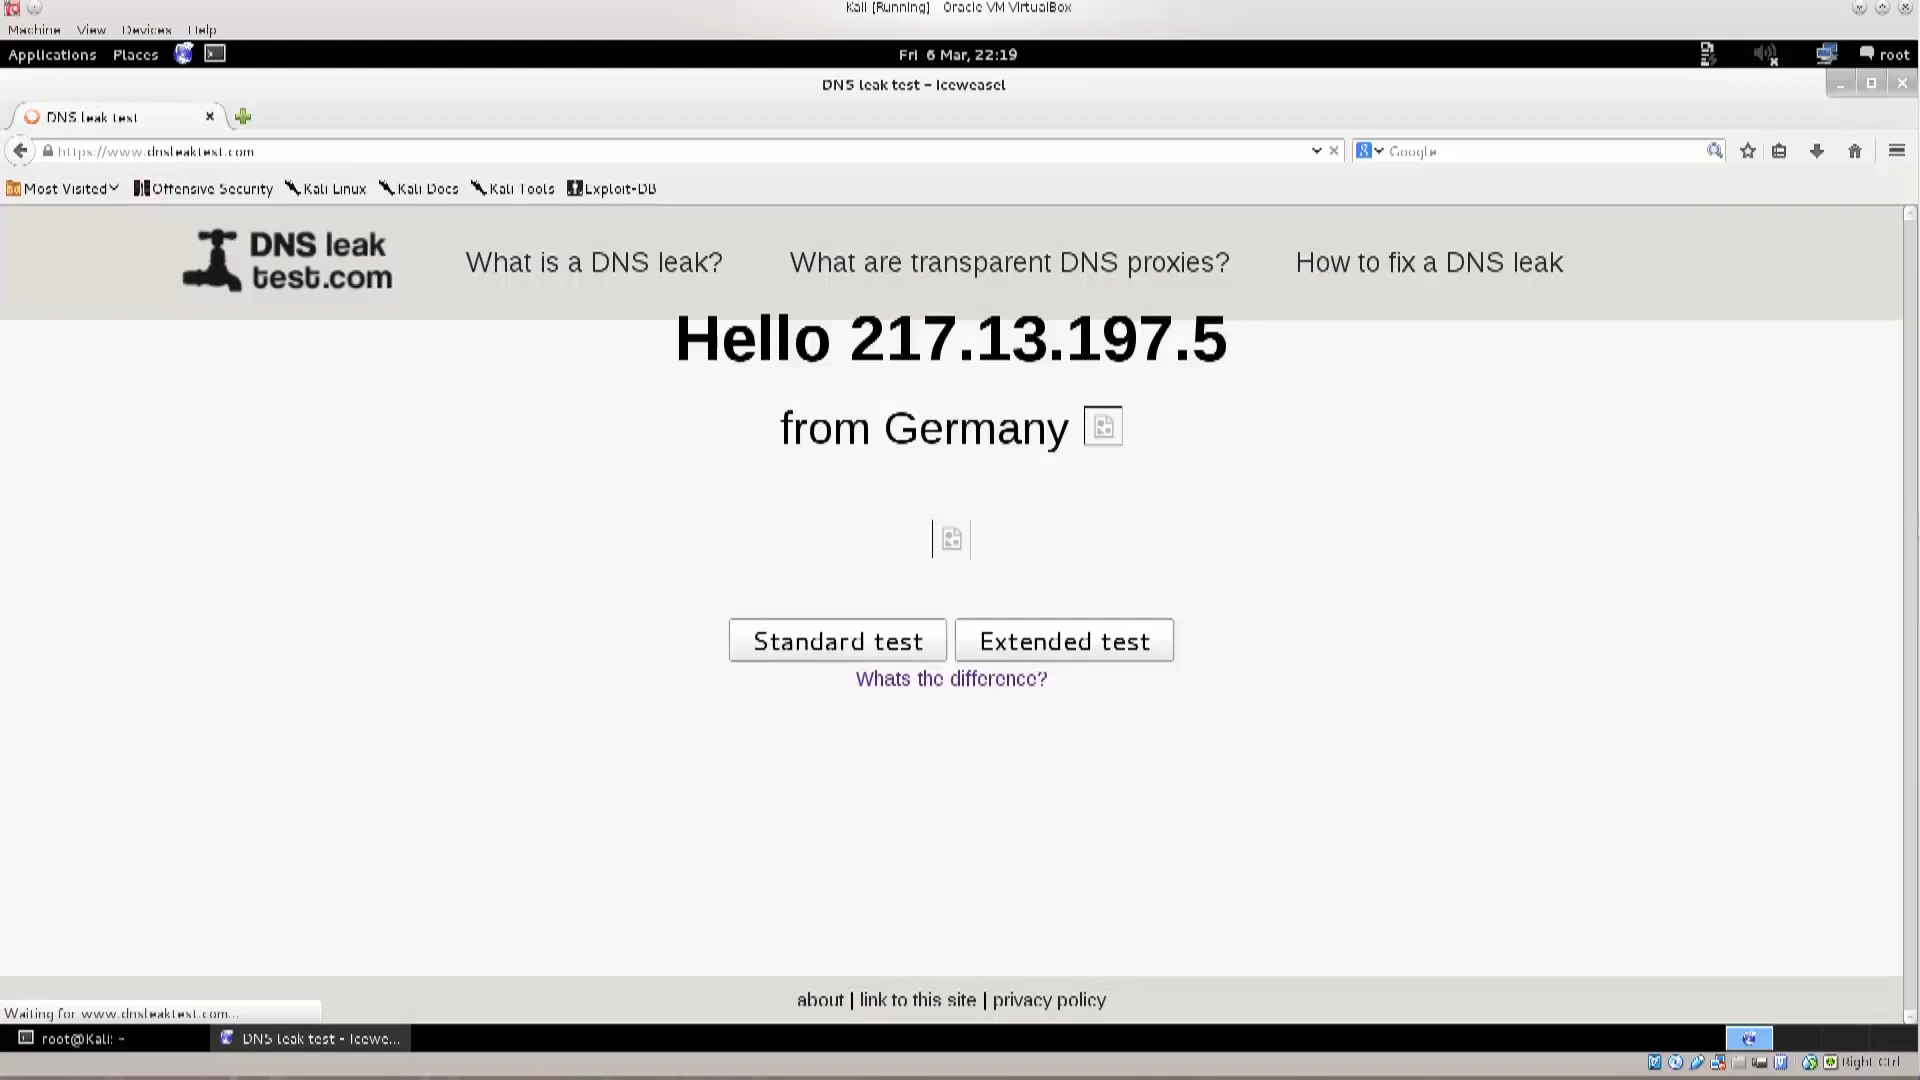 Kali [Running] Oracle VM VirtualBox
Machine View Devices Help
Applications Places Fri 6 Mar, 22:19 root
DNS leak test - Iceweasel
DNS leak test
https://www.dnsleaktest.com Google
Most Visited Offensive Security Kali Linux Kali Docs Kali Tools Exploit-DB
DNS leak
test.com
What is a DNS leak? What are transparent DNS proxies? How to fix a DNS leak
Hello 217.13.197.5
from Germany
Standard test Extended test
Whats the difference?
about | link to this site | privacy policy
Waiting for www.dnsleaktest.com...
root@Kali: ~ DNS leak test - Icewe...
Right Ctrl